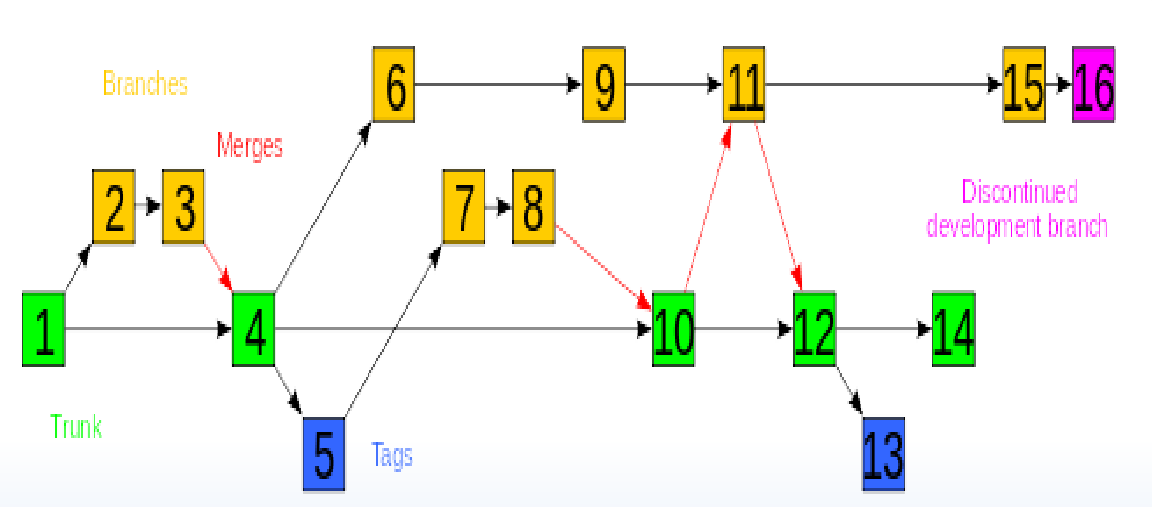 6
9
11
15
16
Branches
Merges
2
3
7
8
Discontinued
development branch
1
4
10
12
14
Trunk
5
Tags
13